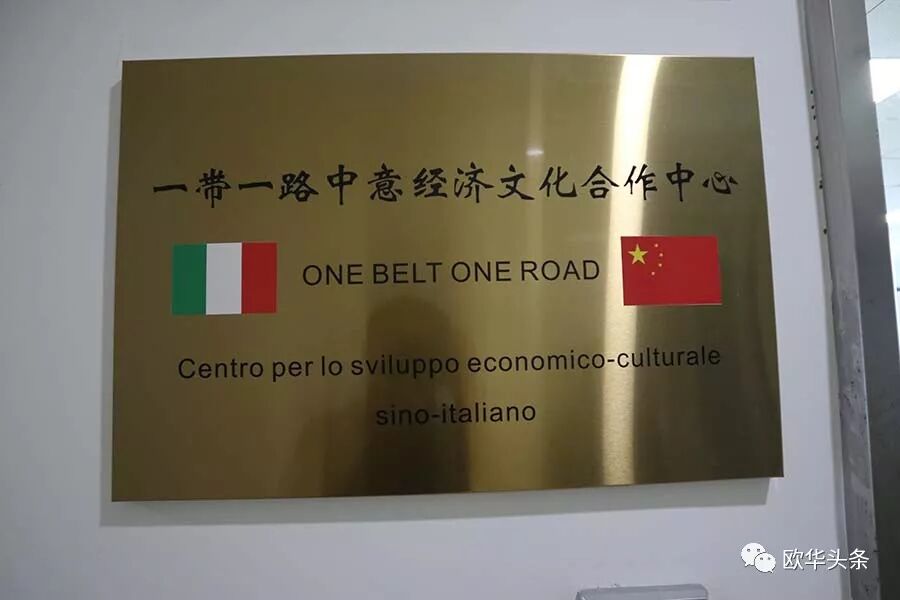 一带一路中意经济文化合作中心
ONE BELT ONE ROAD
Centro per lo sviluppo economico-culturale
sino-italiano
欧华头条